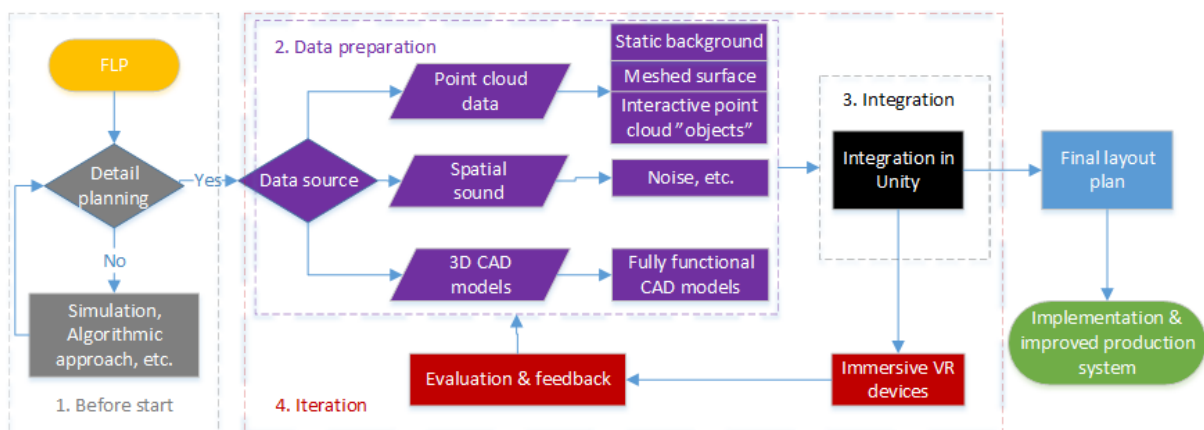 FLP
Detail
planning
Yes
No
Simulation,
Algorithmic
approach, etc.
1. Before start
2. Data preparation
Data source
Point cloud
data
Static background
Meshed surface
Interactive point
cloud ”objects”
Spatial
sound
Noise, etc.
3D CAD
models
Fully functional
CAD models
3. Integration
Integration in
Unity
Final layout
plan
Implementation &
improved production
system
Immersive VR
devices
Evaluation & feedback
4. Iteration